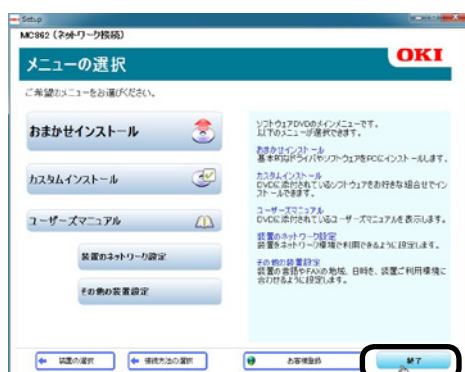 Setup
MC862（ネットワーク接続）
メニューの選択
OKI
ご希望のメニューをお選びください。
おまかせインストール
カスタムインストール
ユーザーズマニュアル
装置のネットワーク設定
その他の装置設定
ソフトウェアDVDのメインメニューです。
以下のメニューが選択できます。
おまかせインストール
基本的なドライバやソフトウェアをPCにインストールします。
カスタムインストール
DVDに添付されているソフトウェアをお好きな組合せでイン
ストールできます。
ユーザーズマニュアル
DVDに添付されているユーザーズマニュアルを表示します。
装置のネットワーク設定
装置をネットワーク環境で利用できるように設定します。
その他の装置設定
装置の言語やFAXの地域、日時を、装置ご利用環境に
合わせるように設定します。
装置の選択
接続方法の選択
お客様登録
終了